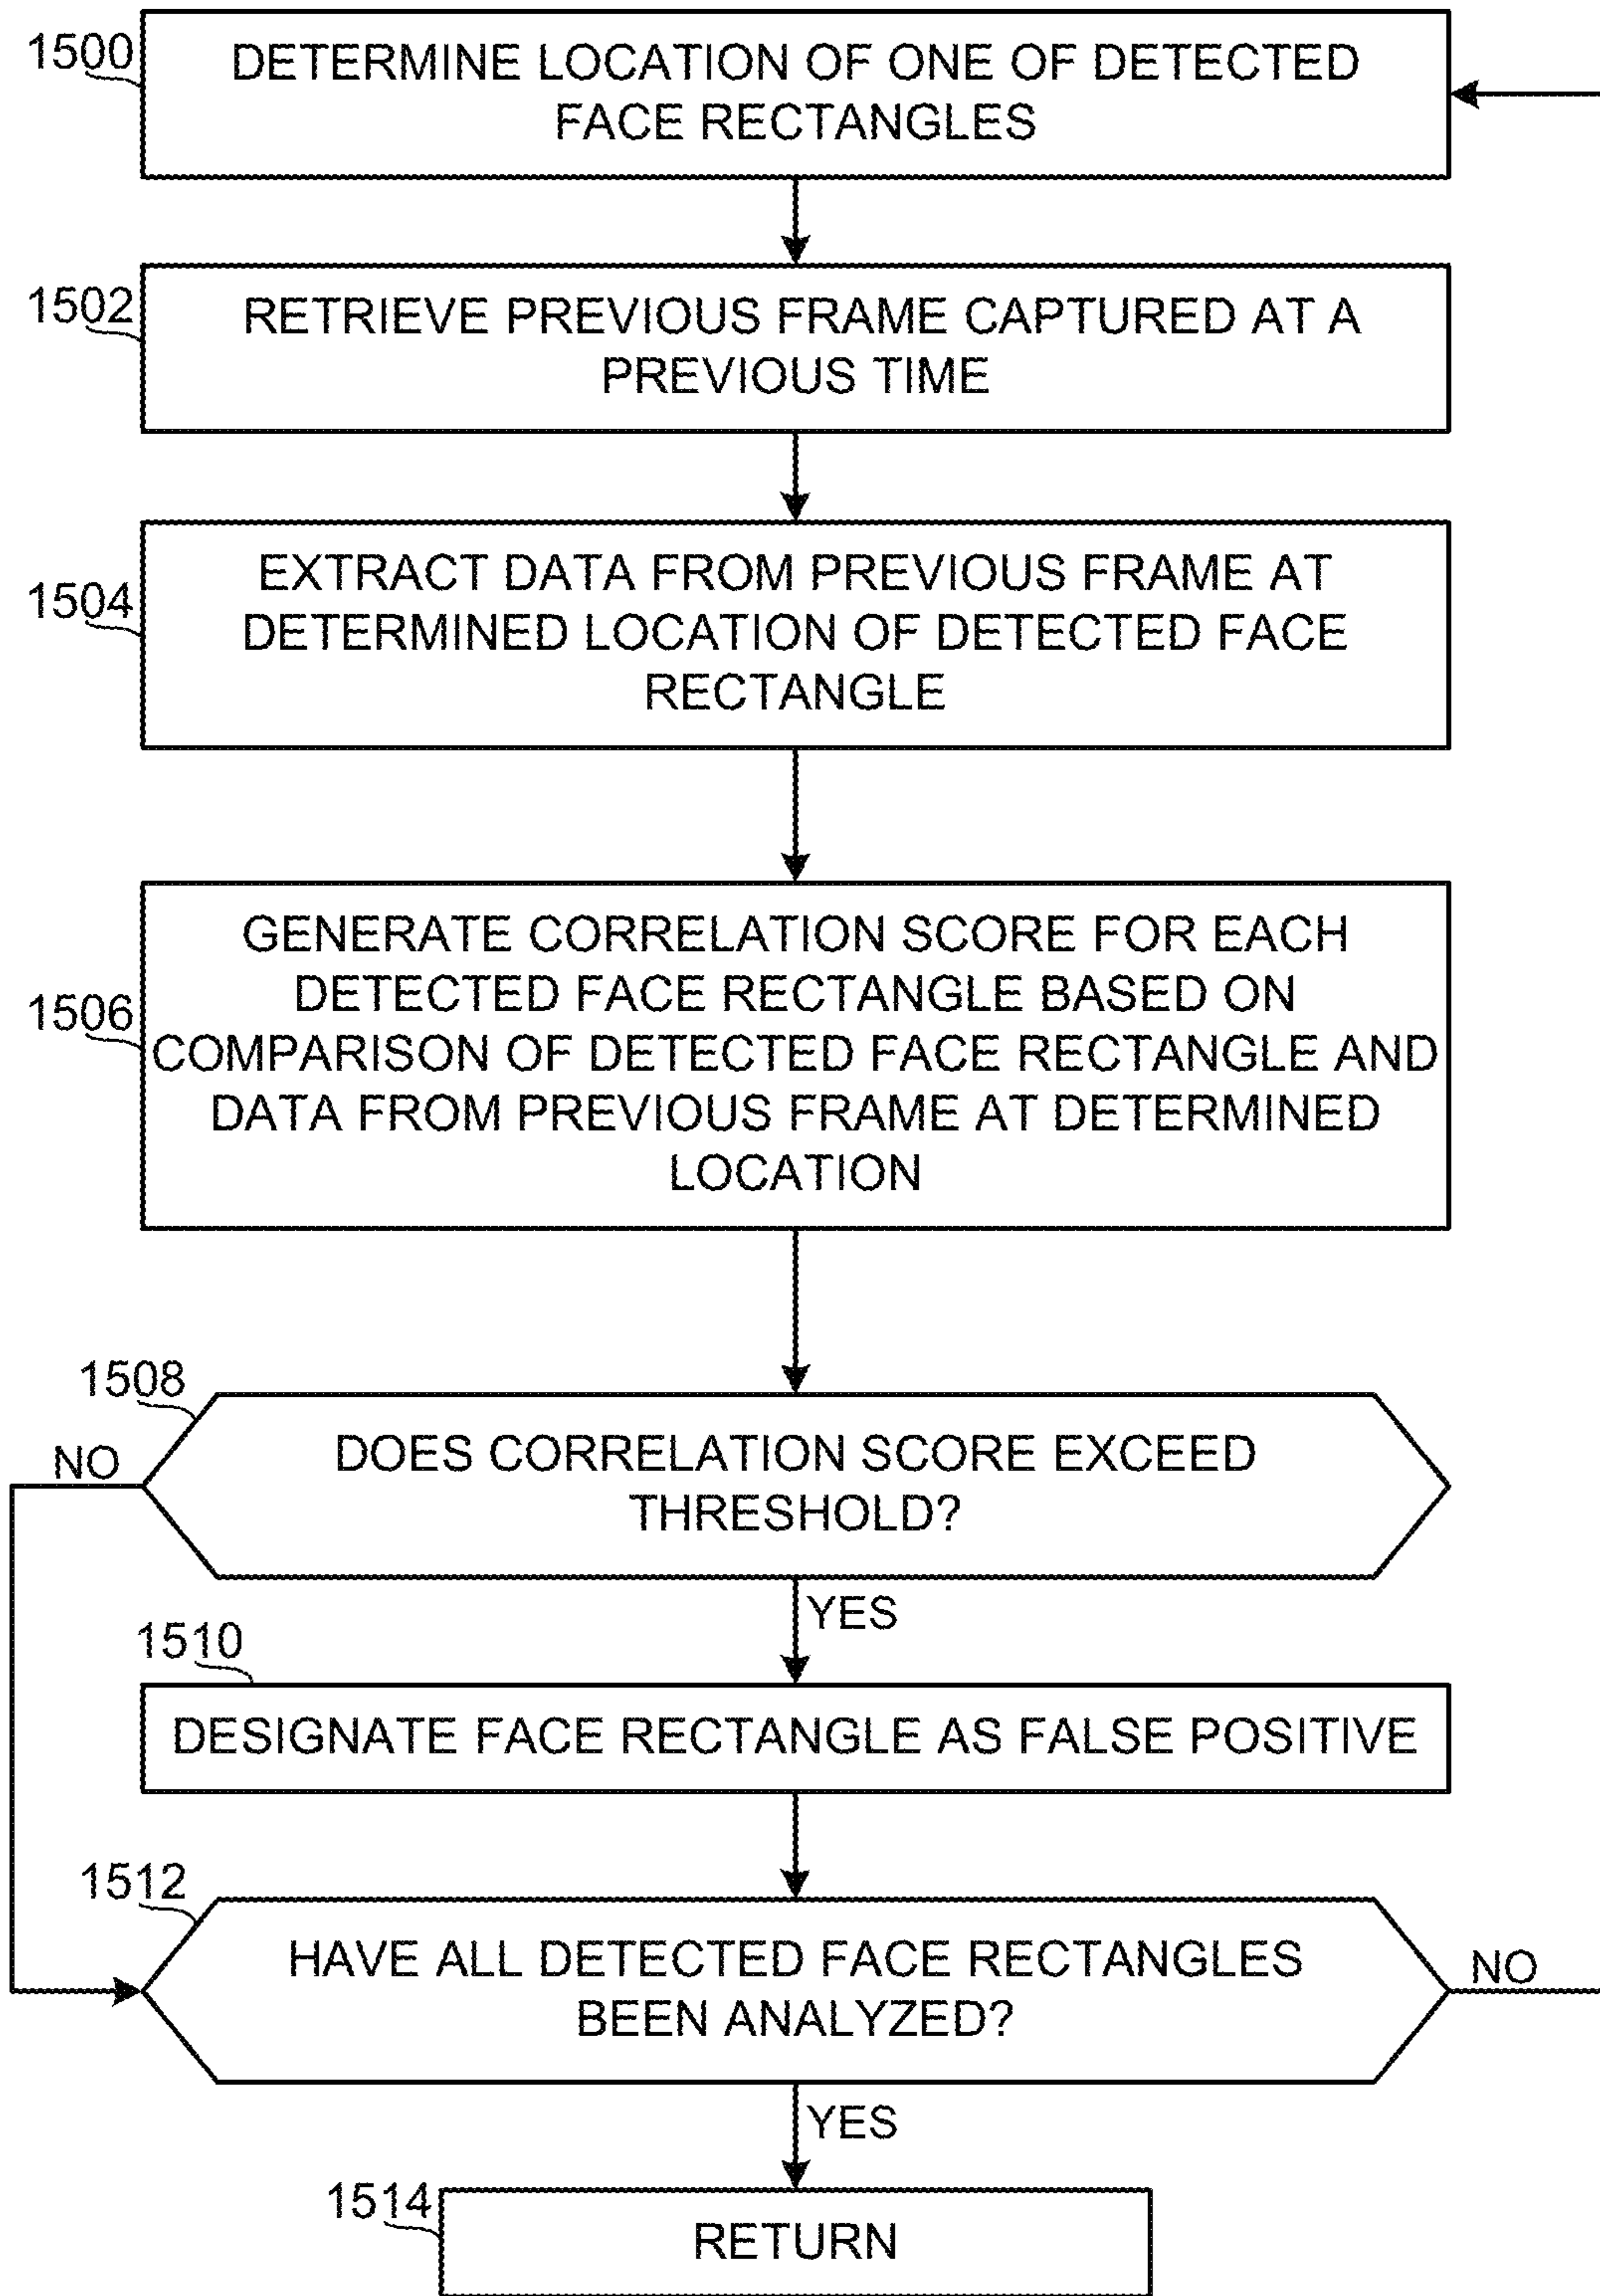 1500
DETERMINE LOCATION OF ONE OF DETECTED
FACE RECTANGLES
1502
RETRIEVE PREVIOUS FRAME CAPTURED AT A
PREVIOUS TIME
1504
EXTRACT DATA FROM PREVIOUS FRAME AT
DETERMINED LOCATION OF DETECTED FACE
RECTANGLE
1506
GENERATE CORRELATION SCORE FOR EACH
DETECTED FACE RECTANGLE BASED ON
COMPARISON OF DETECTED FACE RECTANGLE AND
DATA FROM PREVIOUS FRAME AT DETERMINED
LOCATION
1508
NO
DOES CORRELATION SCORE EXCEED
THRESHOLD?
YES
1510
DESIGNATE FACE RECTANGLE AS FALSE POSITIVE
1512
HAVE ALL DETECTED FACE RECTANGLES
BEEN ANALYZED?
NO
YES
1514
RETURN